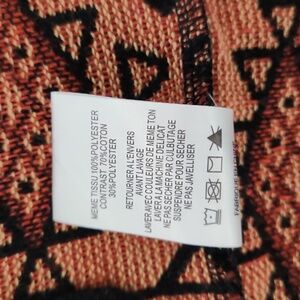 MEME TISSU 100%POLYESTER
CONTRAST 70%COTON
30%POLYESTER
RETOURNER A L'ENVERS
AVANT LAVAGE
LAVER AVEC COULEURS DE MEME TON
LAVER A LA MACHINE DELICAT
NE PAS SECHER PAR CULBUTAGE
SUSPENDRE POUR SECHER
NE PAS JAVELLISER